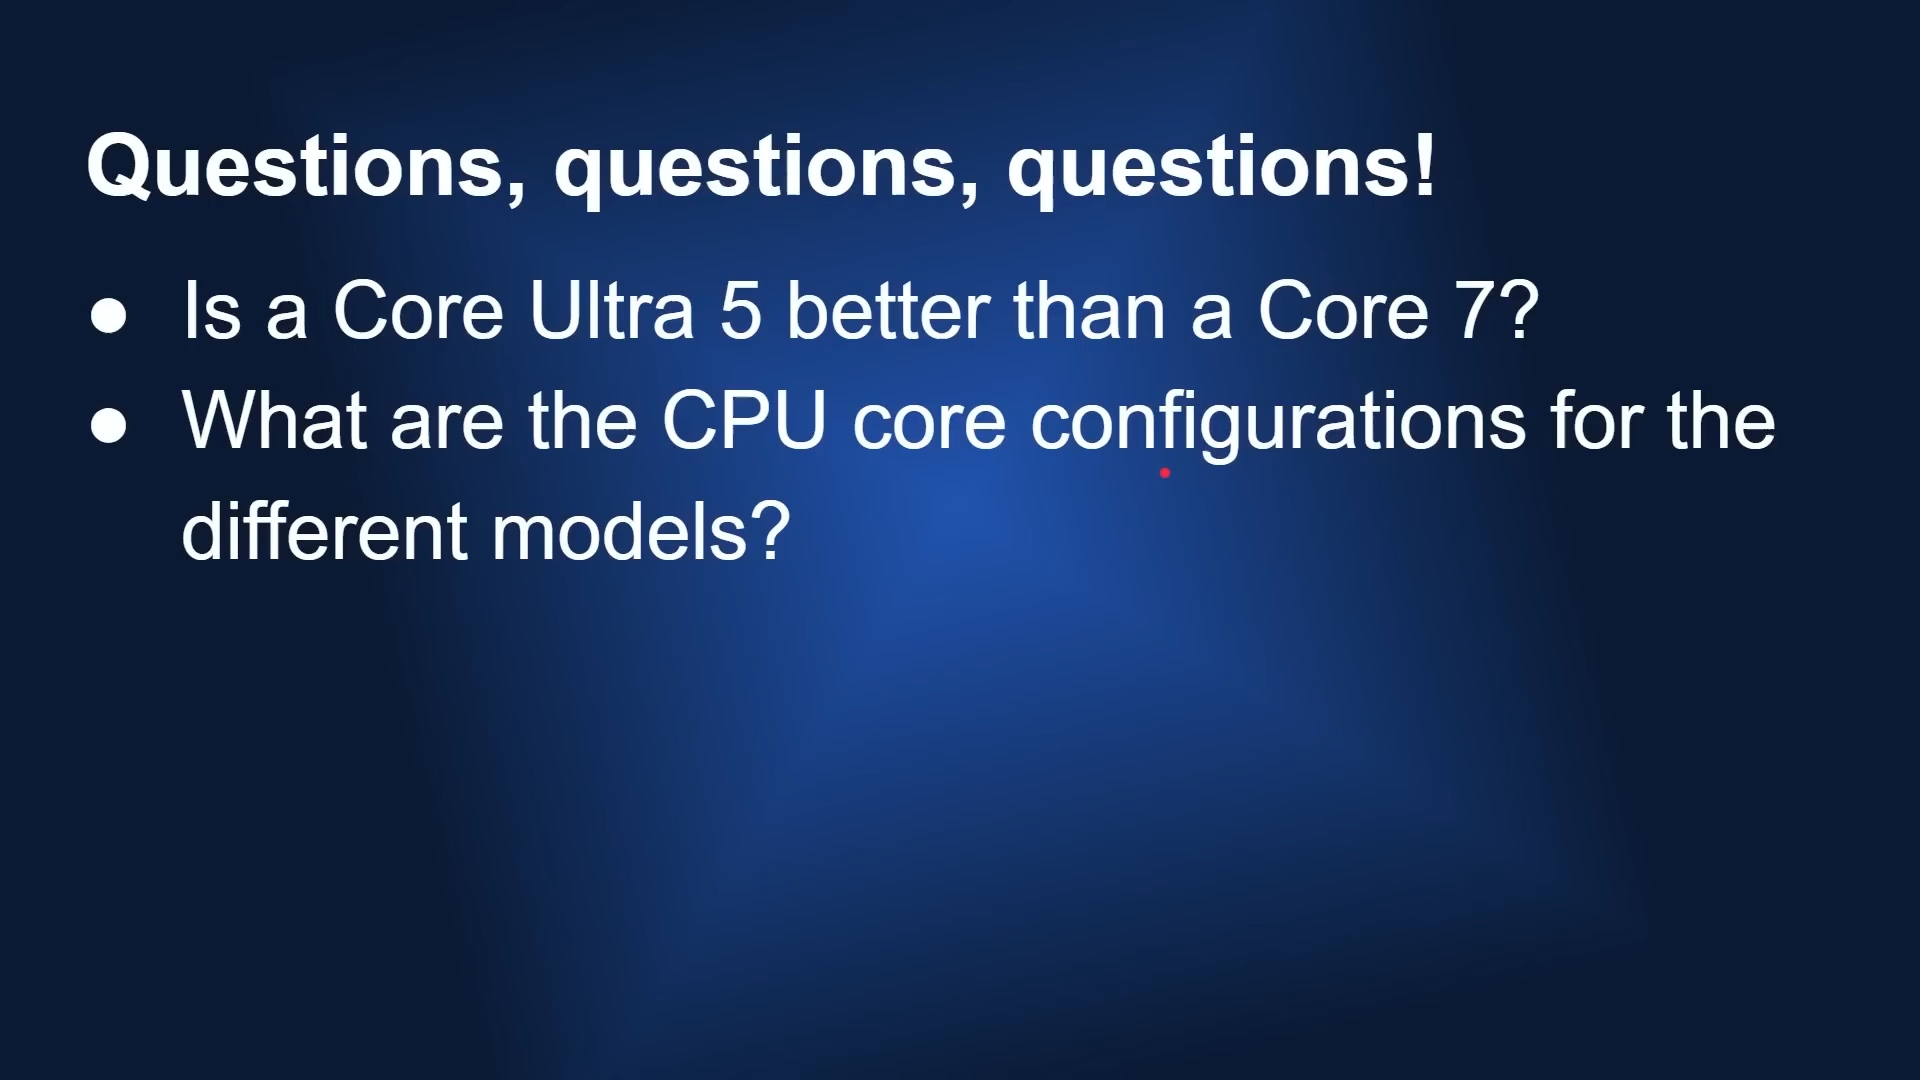 Questions, questions, questions!
● Is a Core Ultra 5 better than a Core 7?
● What are the CPU core configurations for the
different models?